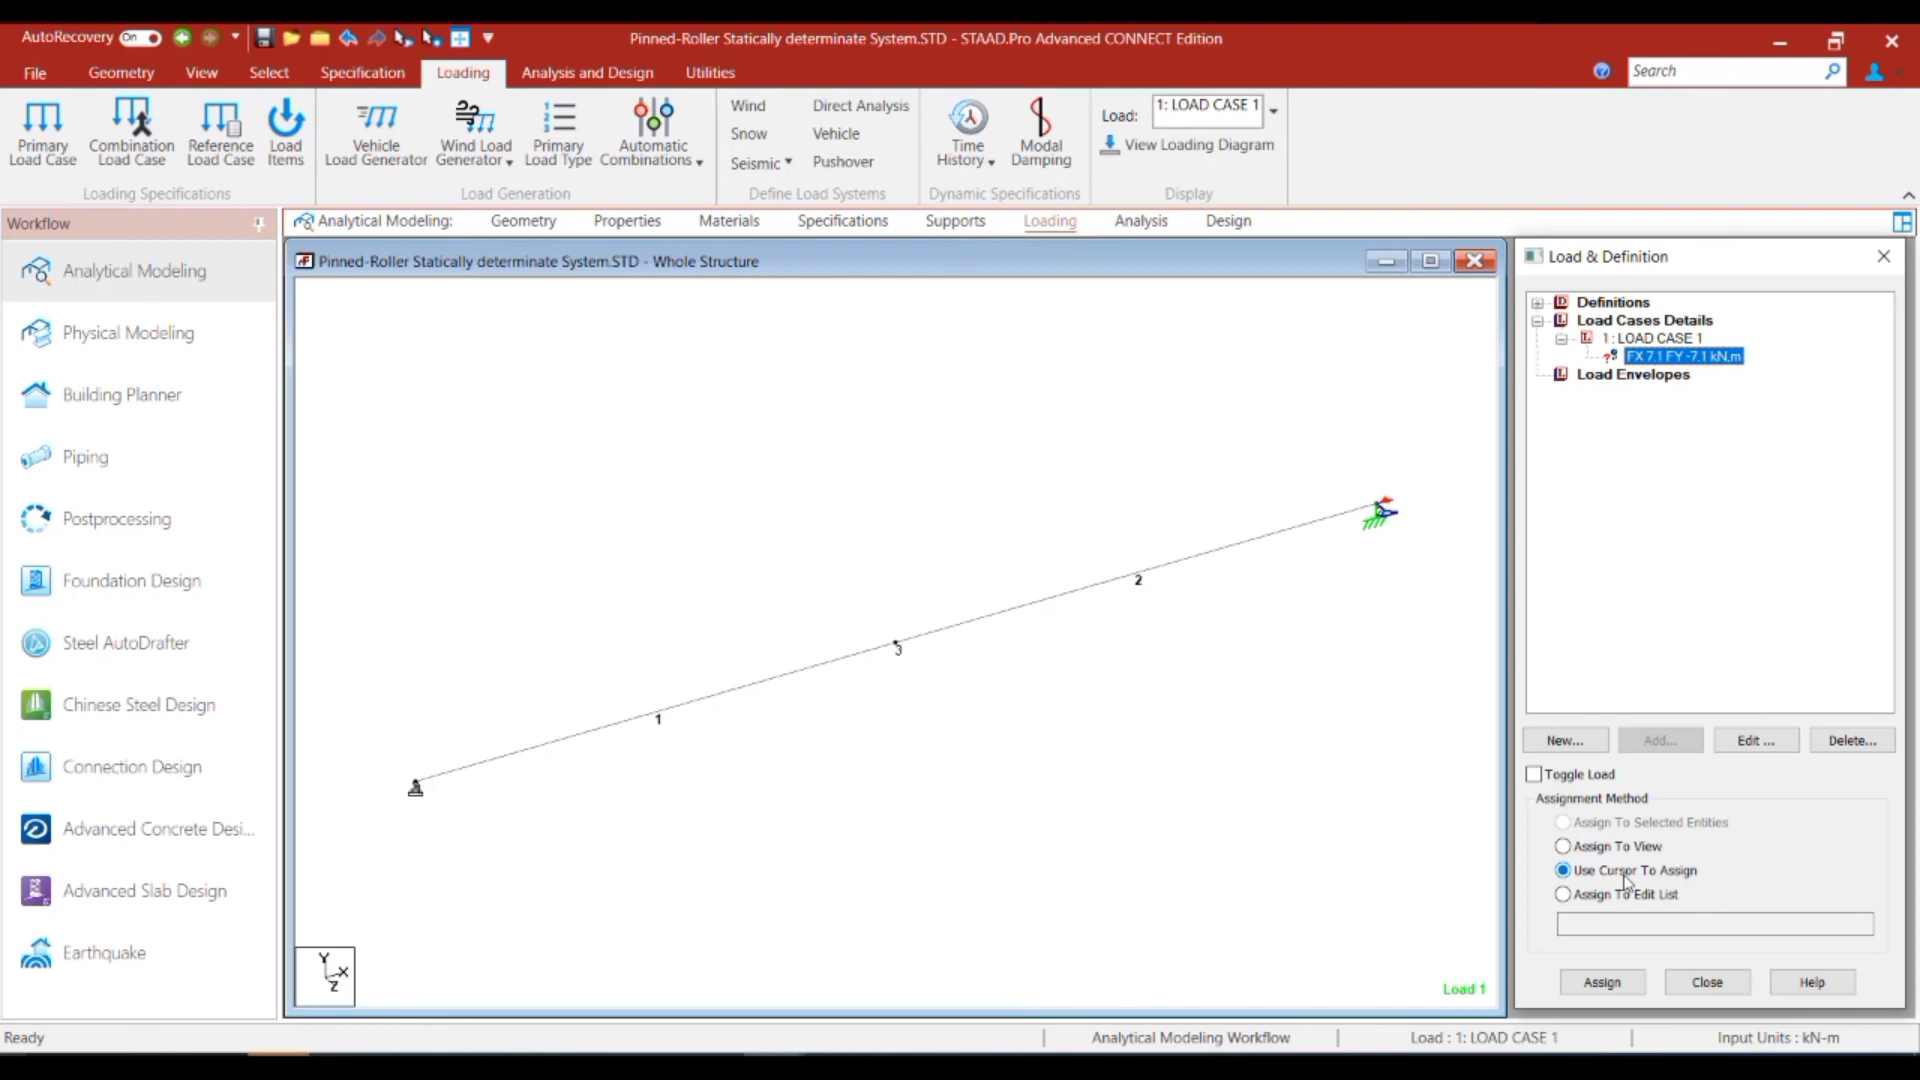 AutoRecovery On
Pinned-Roller Statically determinate System.STD - STAAD.Pro Advanced CONNECT Edition
File Geometry View Select Specification Loading Analysis and Design Utilities
Search
Primary Load Case
Combination Load Case
Reference Load Case
Load Items
Loading Specifications
Vehicle Load Generator
Wind Load Generator
Primary Load Type
Automatic Combinations
Load Generation
Wind
Snow
Seismic
Direct Analysis
Vehicle
Pushover
Define Load Systems
Time History
Modal Damping
Dynamic Specifications
Load: 1: LOAD CASE 1
View Loading Diagram
Display
Workflow
Analytical Modeling
Physical Modeling
Building Planner
Piping
Postprocessing
Foundation Design
Steel AutoDrafter
Chinese Steel Design
Connection Design
Advanced Concrete Desi...
Advanced Slab Design
Earthquake
Analytical Modeling: Geometry Properties Materials Specifications Supports Loading Analysis Design
Pinned-Roller Statically determinate System.STD - Whole Structure
2
3
1
Y
X
Z
Load 1
Load & Definition
Definitions
Load Cases Details
1: LOAD CASE 1
FX 7.1 FY -7.1 kN,m
Load Envelopes
New... Add... Edit ... Delete...
Toggle Load
Assignment Method
Assign To Selected Entities
Assign To View
Use Cursor To Assign
Assign To Edit List
Assign Close Help
Ready
Analytical Modeling Workflow
Load : 1: LOAD CASE 1
Input Units : kN-m